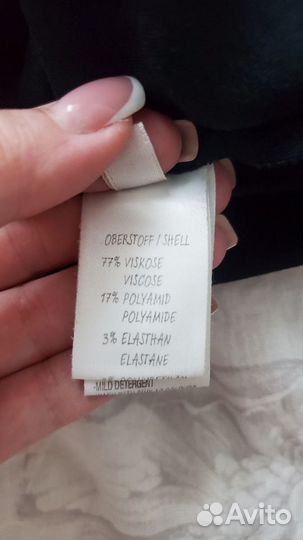 OBERSTOFF / SHELL
77% VISKOSE
VISCOSE
17% POLYAMID
POLYAMIDE
3% ELASTHAN
ELASTANE
-MILD DETERGENT
Avito